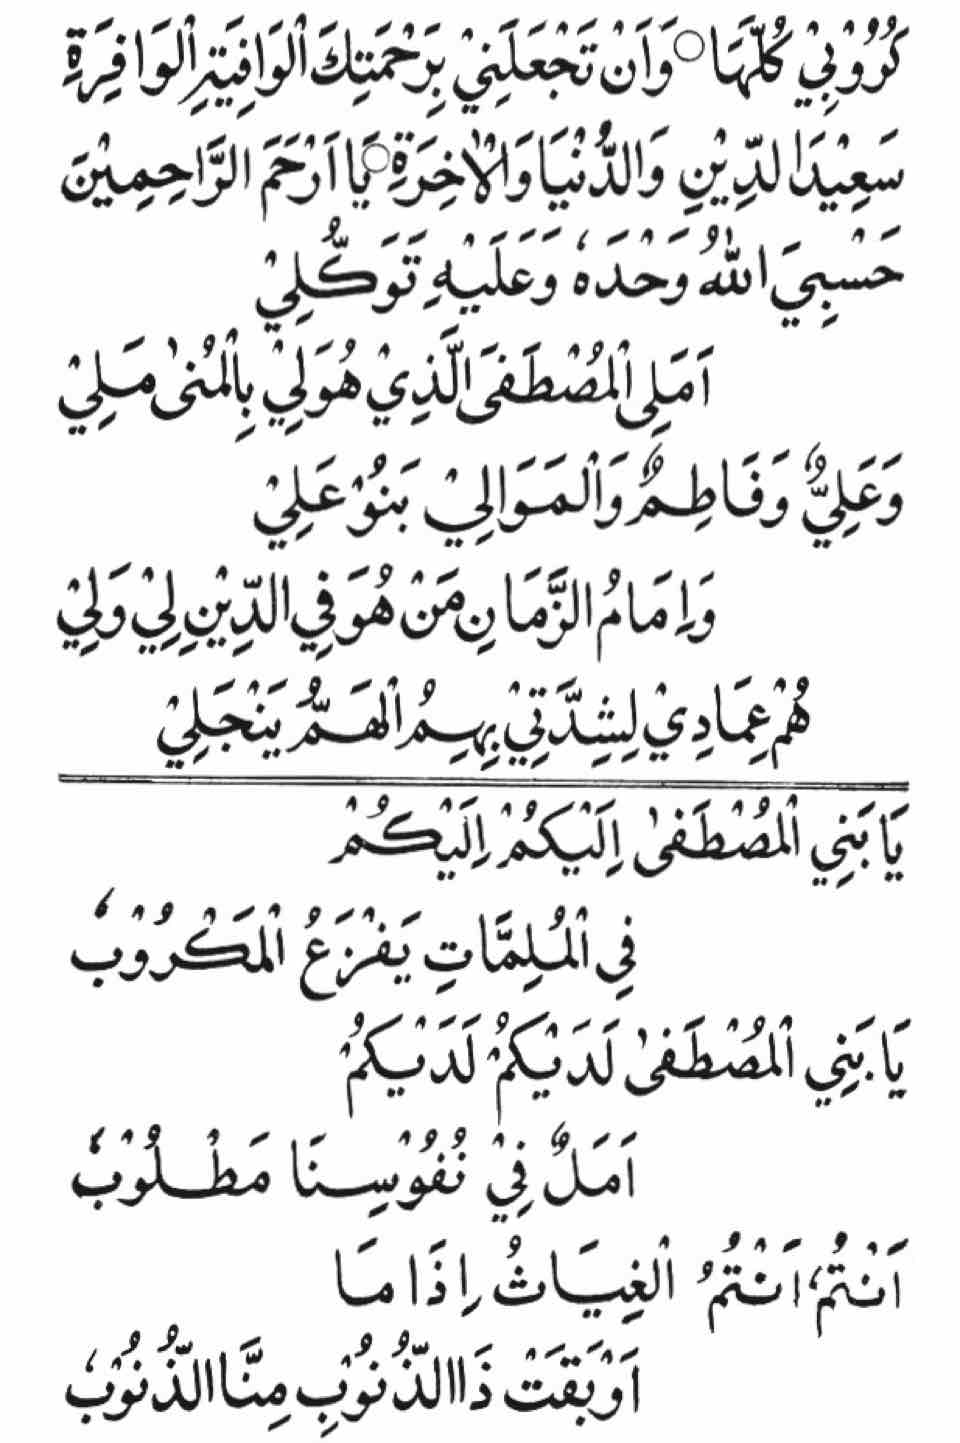 كُرُوْبِيْ كُلَّهَا ○ وَاَنْ تَجْعَلَنِيْ بِرَحْمَتِكَ الْوَافِيَةِ الْوَافِرَةِ
سَعِيْدَ الدِّيْنِ وَالدُّنْيَا وَالْاٰخِرَةِ ○ يَا اَرْحَمَ الرَّاحِمِيْنَ
حَسْبِيَ اللّٰهُ وَحْدَهٗ وَعَلَيْهِ تَوَكُّلِيْ
اَمَلِى الْمُصْطَفَى الَّذِيْ هُوَ لِيْ بِالْمُنٰى مَلِيْ
وَعَلِيٌّ وَفَاطِمٌ وَالْمَوَالِيْ بَنُوْ عَلِيْ
وَاِمَامُ الزَّمَانِ مَنْ هُوَ فِي الدِّيْنِ لِيْ وَلِيْ
هُمْ عِمَادِيْ لِشِدَّتِيْ بِهِمُ الْهَمُّ يَنْجَلِيْ
يَا بَنِي الْمُصْطَفٰى اِلَيْكُمْ اِلَيْكُمْ
فِي الْمُلِمَّاتِ يَفْزَعُ الْمَكْرُوْبُ
يَا بَنِي الْمُصْطَفٰى لَدَيْكُمْ لَدَيْكُمْ
اَمَلٌ فِيْ نُفُوْسِنَا مَطْلُوْبُ
اَنْتُمُ اَنْتُمُ الْغِيَاثُ اِذَا مَا
اَوْبَقَتْ ذَا الذُّنُوْبِ مِنَّا الذُّنُوْبُ